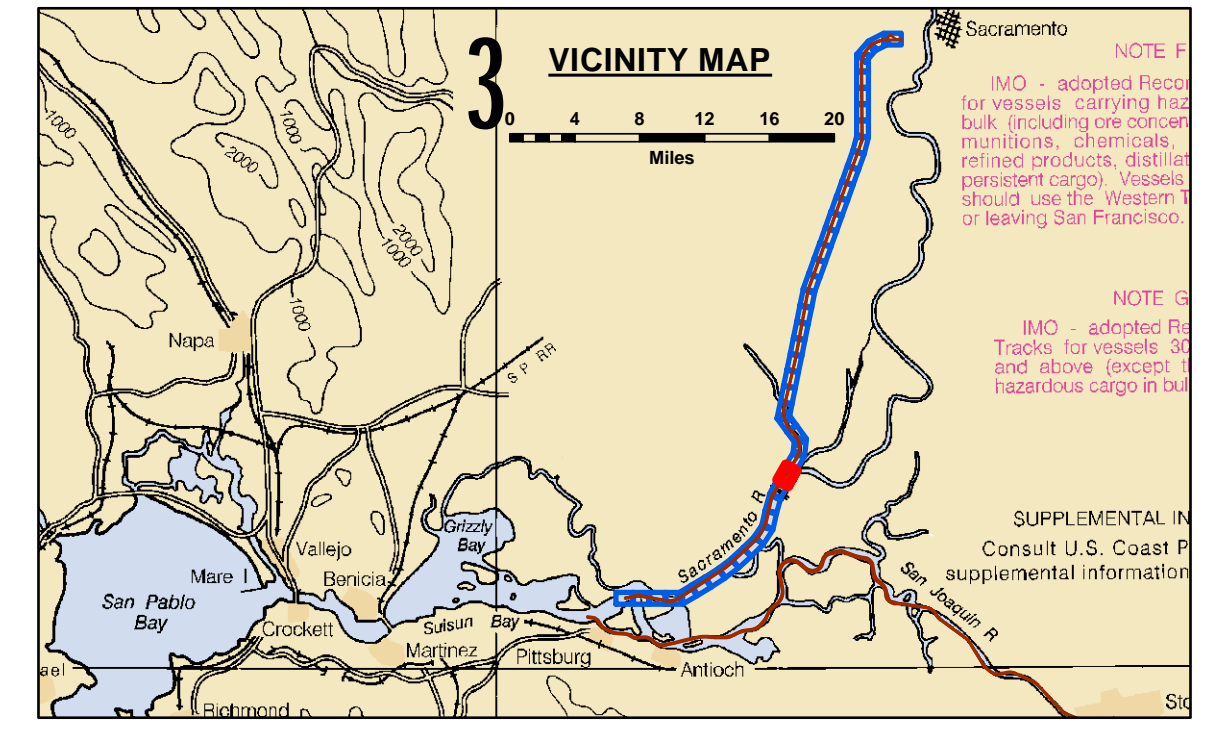 3
VICINITY MAP
0 4 8 12 16 20
Miles
Sacramento
NOTE F
IMO - adopted Recor
for vessels carrying haz
bulk (including ore concen
munitions, chemicals,
refined products, distillat
persistent cargo). Vessels
should use the Western T
or leaving San Francisco.
NOTE G
IMO - adopted Re
Tracks for vessels 30
and above (except t
hazardous cargo in bul
SUPPLEMENTAL IN
Consult U.S. Coast P
supplemental information
1000
2000
1000
2000
1000
1000
Napa
S P RR
Grizzly
Bay
Sacramento R
San Joaquin R
Vallejo
Mare I
Benicia
San Pablo
Bay
Crockett
Suisun Bay
Martinez
Pittsburg
Antioch
ael
Richmond
Sto